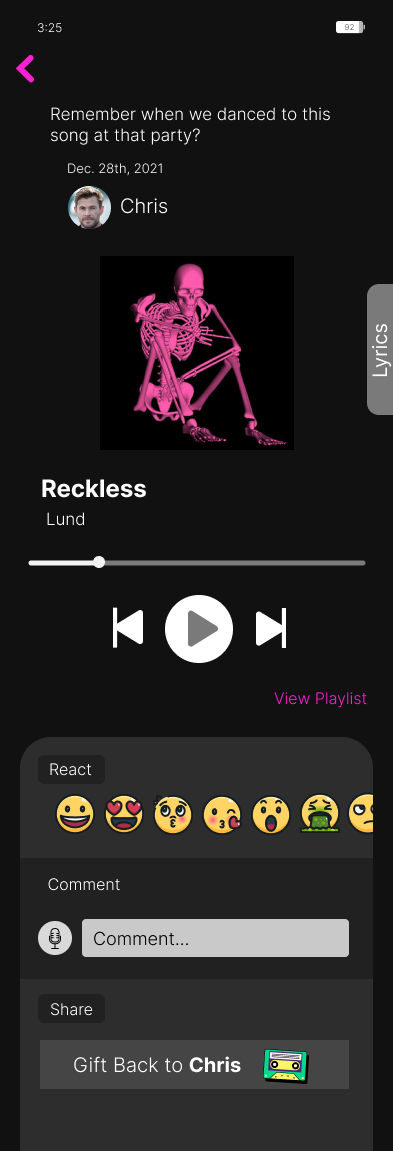 3:25
92
Remember when we danced to this
song at that party?
Dec. 28th, 2021
Chris
Lyrics
Reckless
Lund
View Playlist
React
Comment
Comment...
Share
Gift Back to Chris